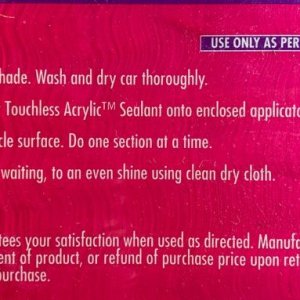 USE ONLY AS PER
hade. Wash and dry car thoroughly.
Touchless Acrylic™ Sealant onto enclosed applicato
cle surface. Do one section at a time.
waiting, to an even shine using clean dry cloth.
tees your satisfaction when used as directed. Manufa
ent of product, or refund of purchase price upon ret
purchase.